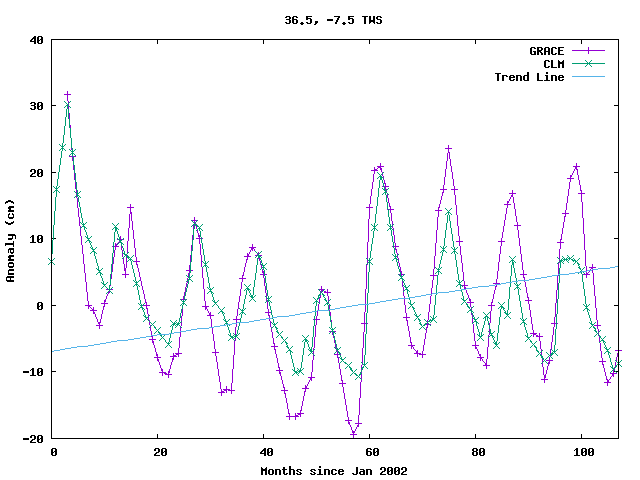 36.5, -7.5 TWS
GRACE
CLM
Trend Line
40
30
20
10
0
-10
-20
Anomaly (cm)
0 20 40 60 80 100
Months since Jan 2002